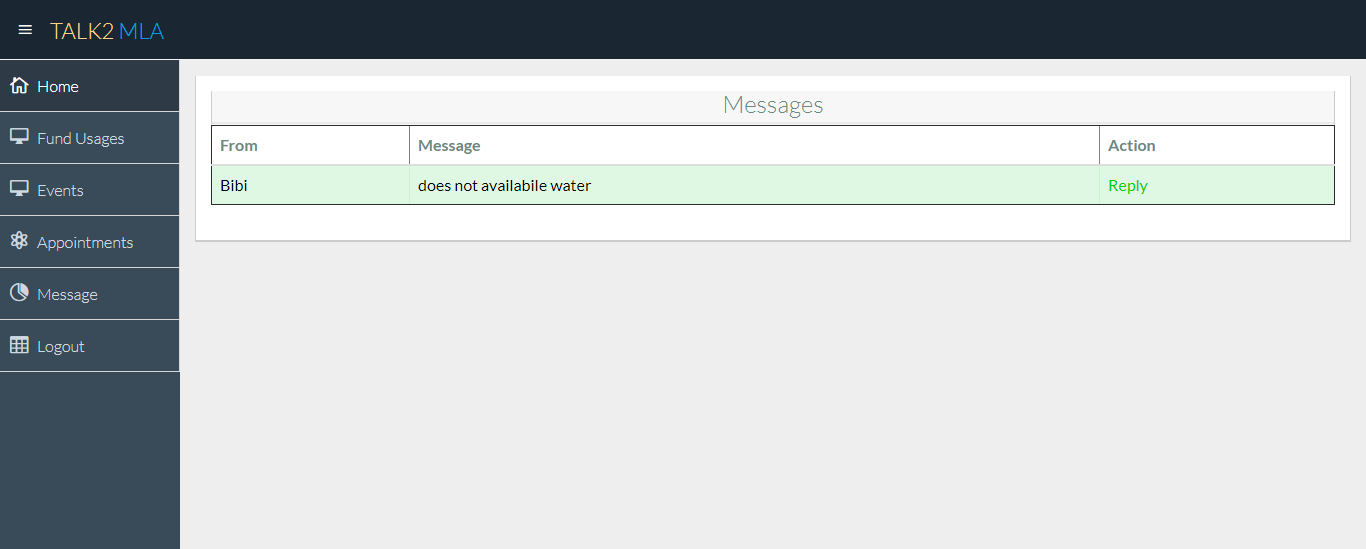 TALK2 MLA
Home
Fund Usages
Events
Appointments
Message
Logout
Messages
From Message Action
Bibi does not availabile water Reply